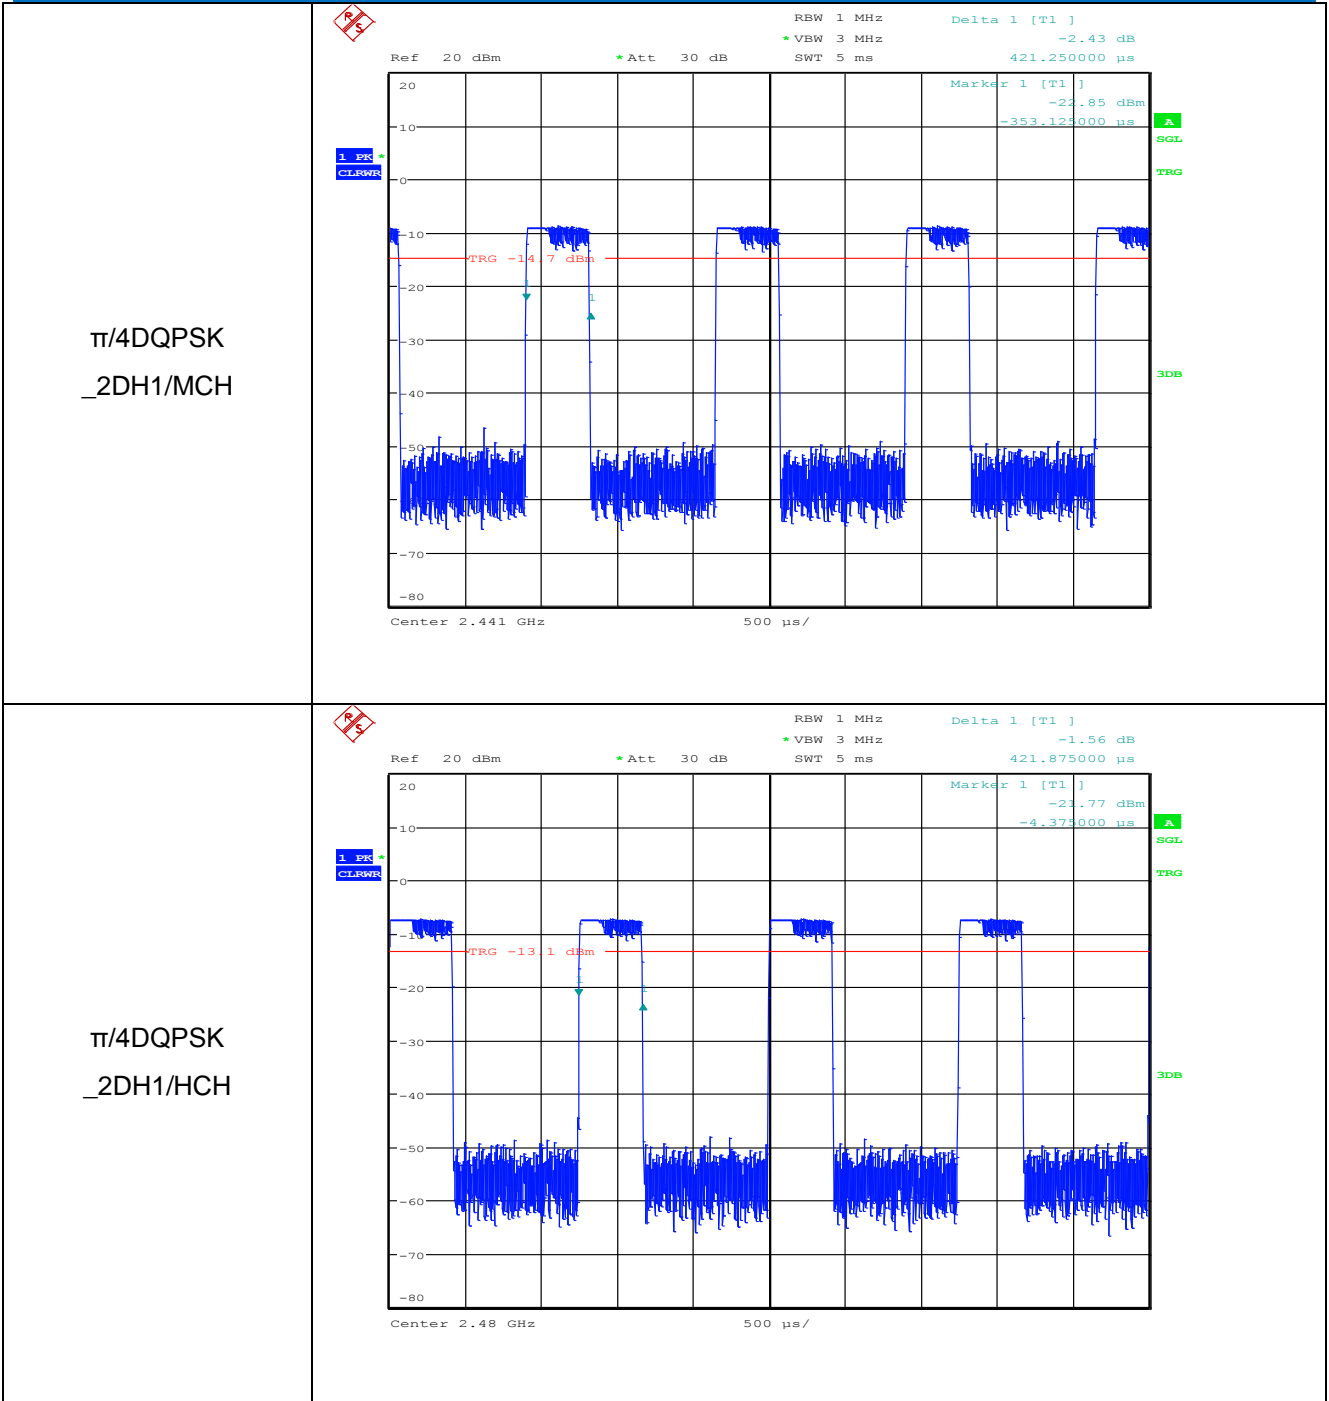 π/4DQPSK
_2DH1/MCH
R S
RBW 1 MHz
Delta 1 [T1 ]
* VBW 3 MHz
-2.43 dB
Ref 20 dBm
* Att 30 dB
SWT 5 ms
421.250000 µs
20
Marker 1 [T1 ]
-22.85 dBm
-353.125000 µs
A
10
SGL
1 PK *
CLRWR
TRG
0
-10
TRG -14.7 dBm
-20
1
-30
3DB
-40
-50
-70
-80
Center 2.441 GHz
500 µs/
π/4DQPSK
_2DH1/HCH
R S
RBW 1 MHz
Delta 1 [T1 ]
* VBW 3 MHz
-1.56 dB
Ref 20 dBm
* Att 30 dB
SWT 5 ms
421.875000 µs
20
Marker 1 [T1 ]
-21.77 dBm
-4.375000 µs
A
10
SGL
1 PK *
CLRWR
TRG
0
-10
TRG -13.1 dBm
1
1
-20
-30
3DB
-40
-50
-60
-70
-80
Center 2.48 GHz
500 µs/